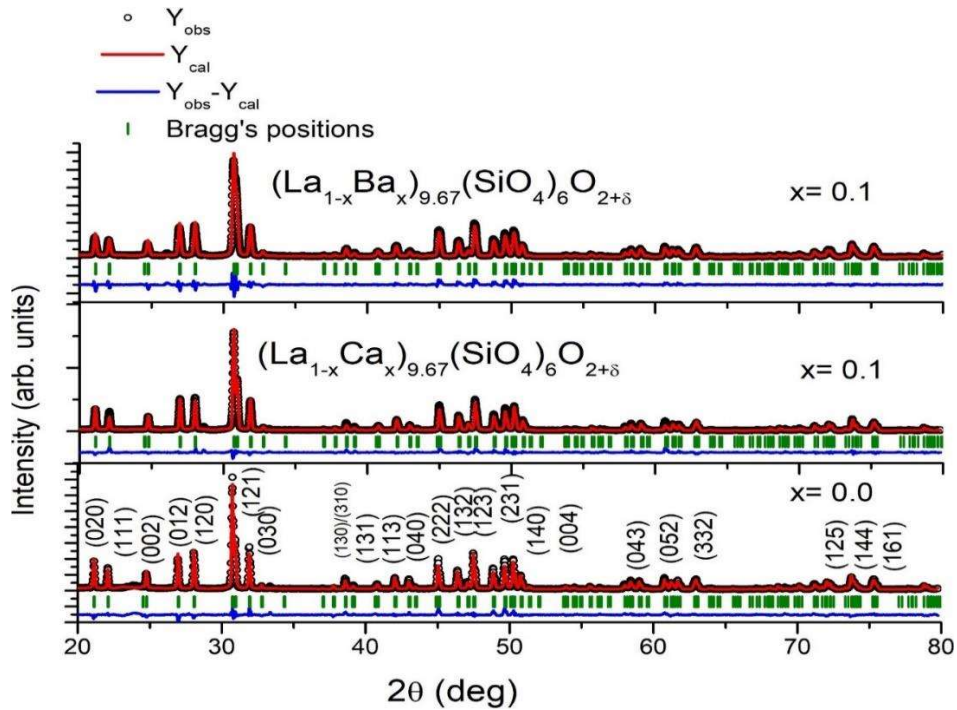 Yobs
Ycal
Yobs-Ycal
Bragg's positions
(La1-xBax)9.67(SiO4)6O2+δ x= 0.1
(La1-xCax)9.67(SiO4)6O2+δ x= 0.1
x= 0.0
(020) (111) (002) (012) (120) (121) (030) (130)/(310) (131) (113) (040) (222) (132) (123) (231) (140) (004) (043) (052) (332) (125) (144) (161)
Intensity (arb. units)
20 30 40 50 60 70 80
2θ (deg)